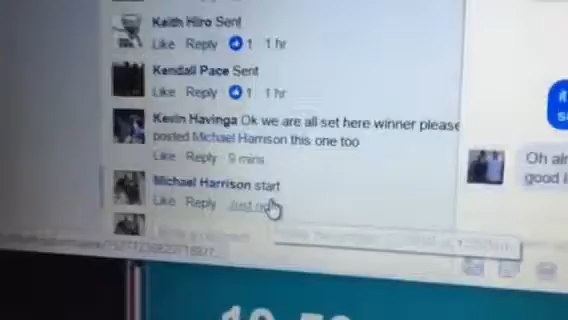 Keith Hiro Sent
Like Reply 1 1 hr
Kendall Pace Sent
Like Reply 1 1 hr
Kevin Havinga Ok we are all set here winner please
posted Michael Harrison this one too
Like Reply 9 mins
Michael Harrison start
Like Reply Just now
Oh
good